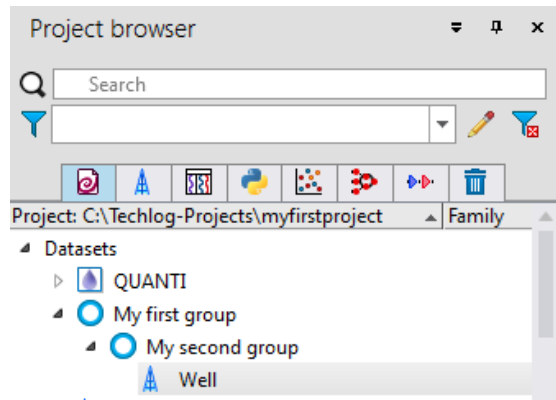 Project browser
Search
Project: C:\Techlog-Projects\myfirstproject Family
Datasets
QUANTI
My first group
My second group
Well